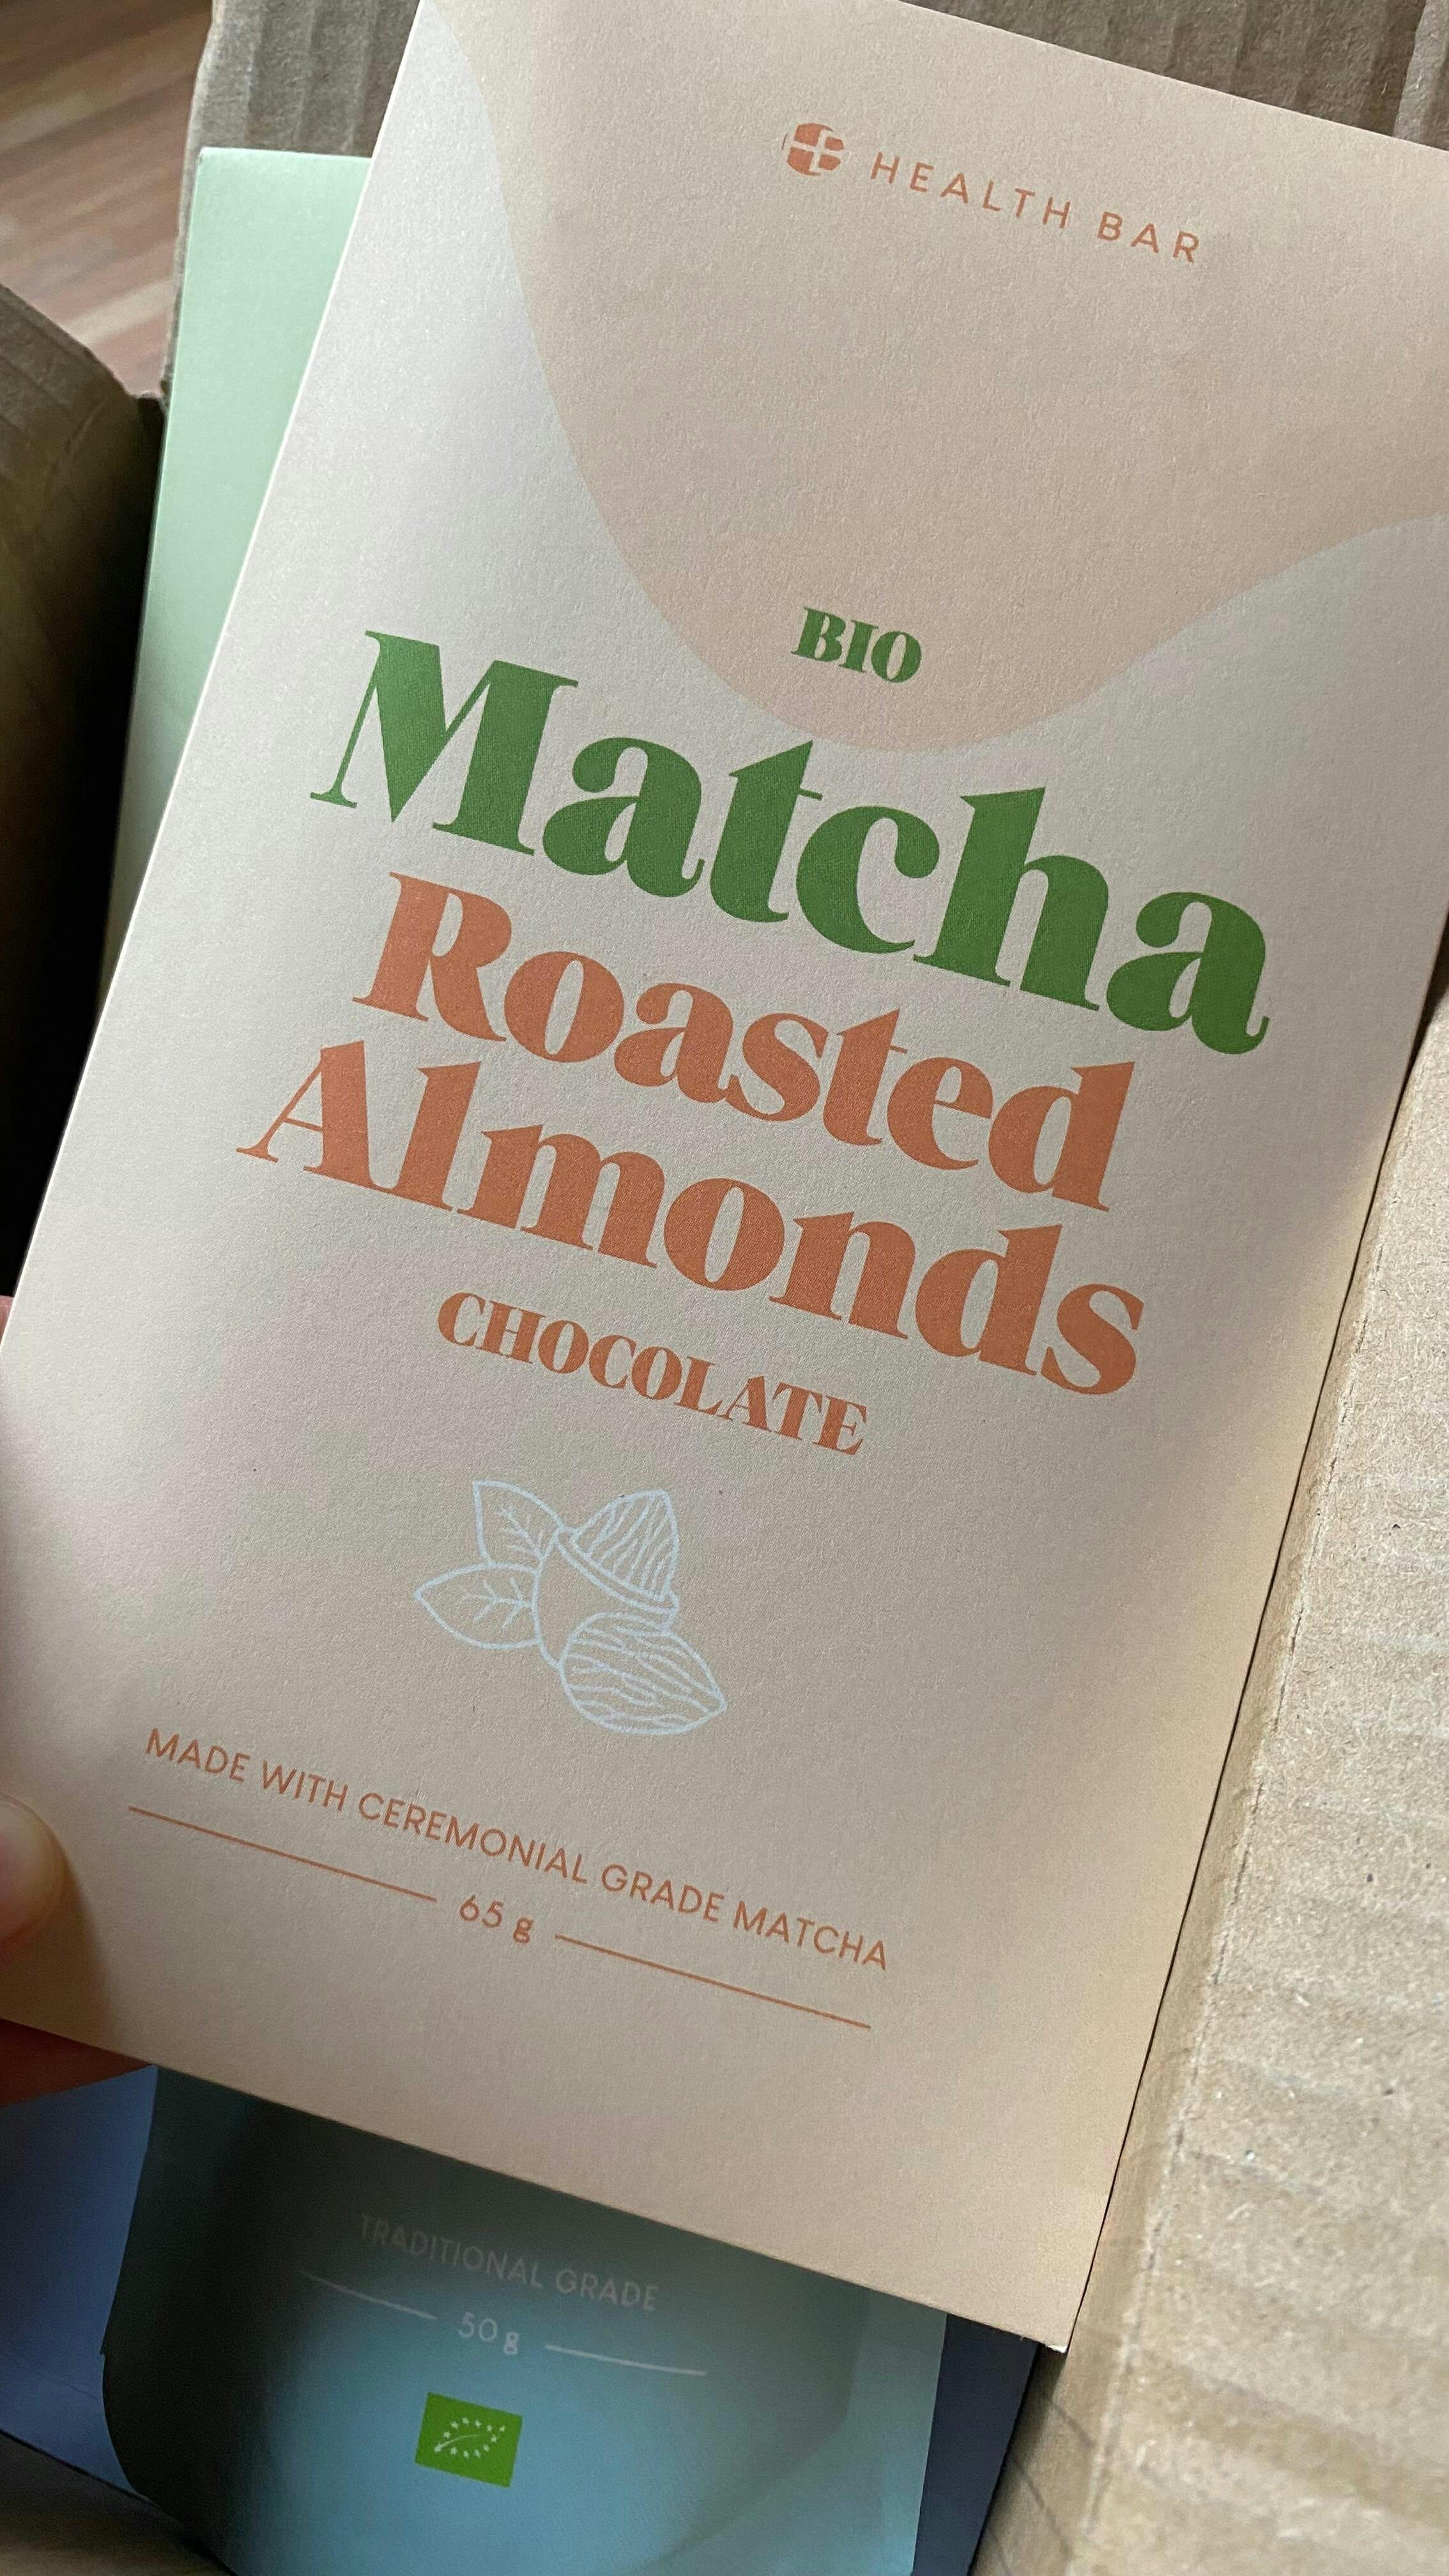 HEALTH BAR
BIO
Matcha
Roasted
Almonds
CHOCOLATE
MADE WITH CEREMONIAL GRADE MATCHA
65 g
TRADITIONAL GRADE
50 g